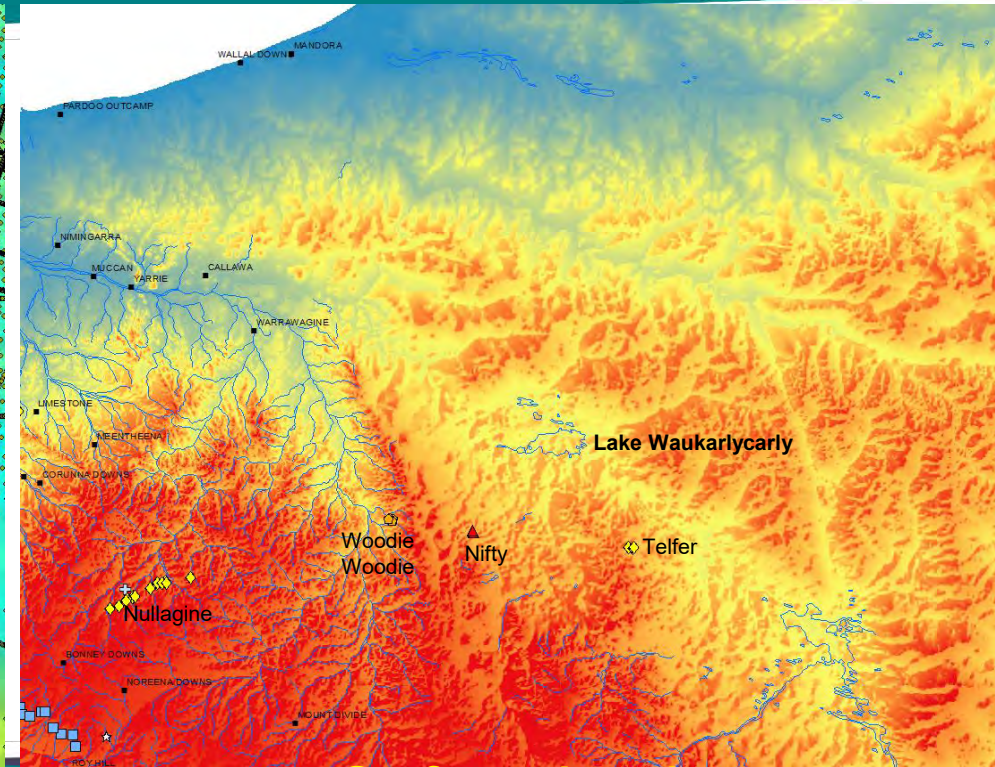 MANDORA
WALLAL DOWN
PARDOO OUTCAMP
NIMINGARRA
MUCCAN
CALLAWA
YARRIE
WARRAWAGINE
LIMESTONE
MEENTHEENA
Lake Waukarlycarly
CORUNNA DOWNS
Woodie
Woodie
Nifty
Telfer
Nullagine
BONNEY DOWNS
NOREENA DOWNS
MOUNT DIVIDE
ROY HILL